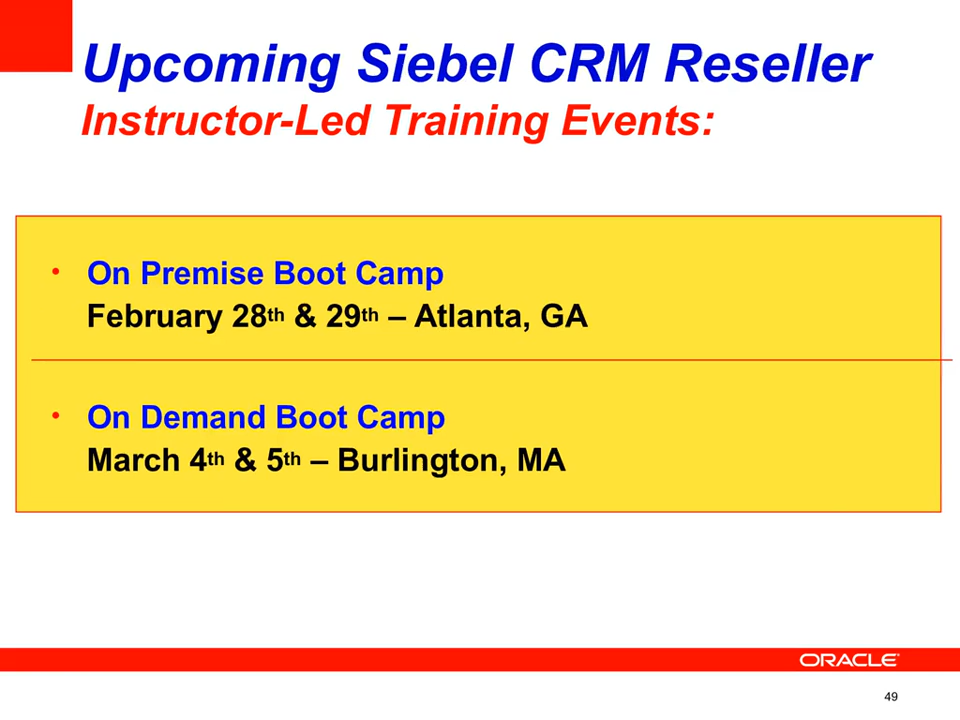 Upcoming Siebel CRM Reseller
Instructor-Led Training Events:
• On Premise Boot Camp
February 28th & 29th – Atlanta, GA
• On Demand Boot Camp
March 4th & 5th – Burlington, MA
ORACLE®
49